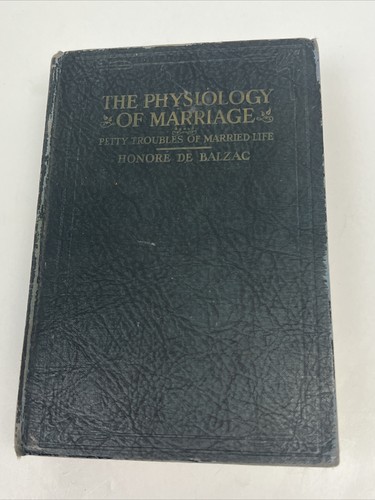 THE PHYSIOLOGY
OF MARRIAGE
PETTY TROUBLES OF MARRIED LIFE
HONORE DE BALZAC